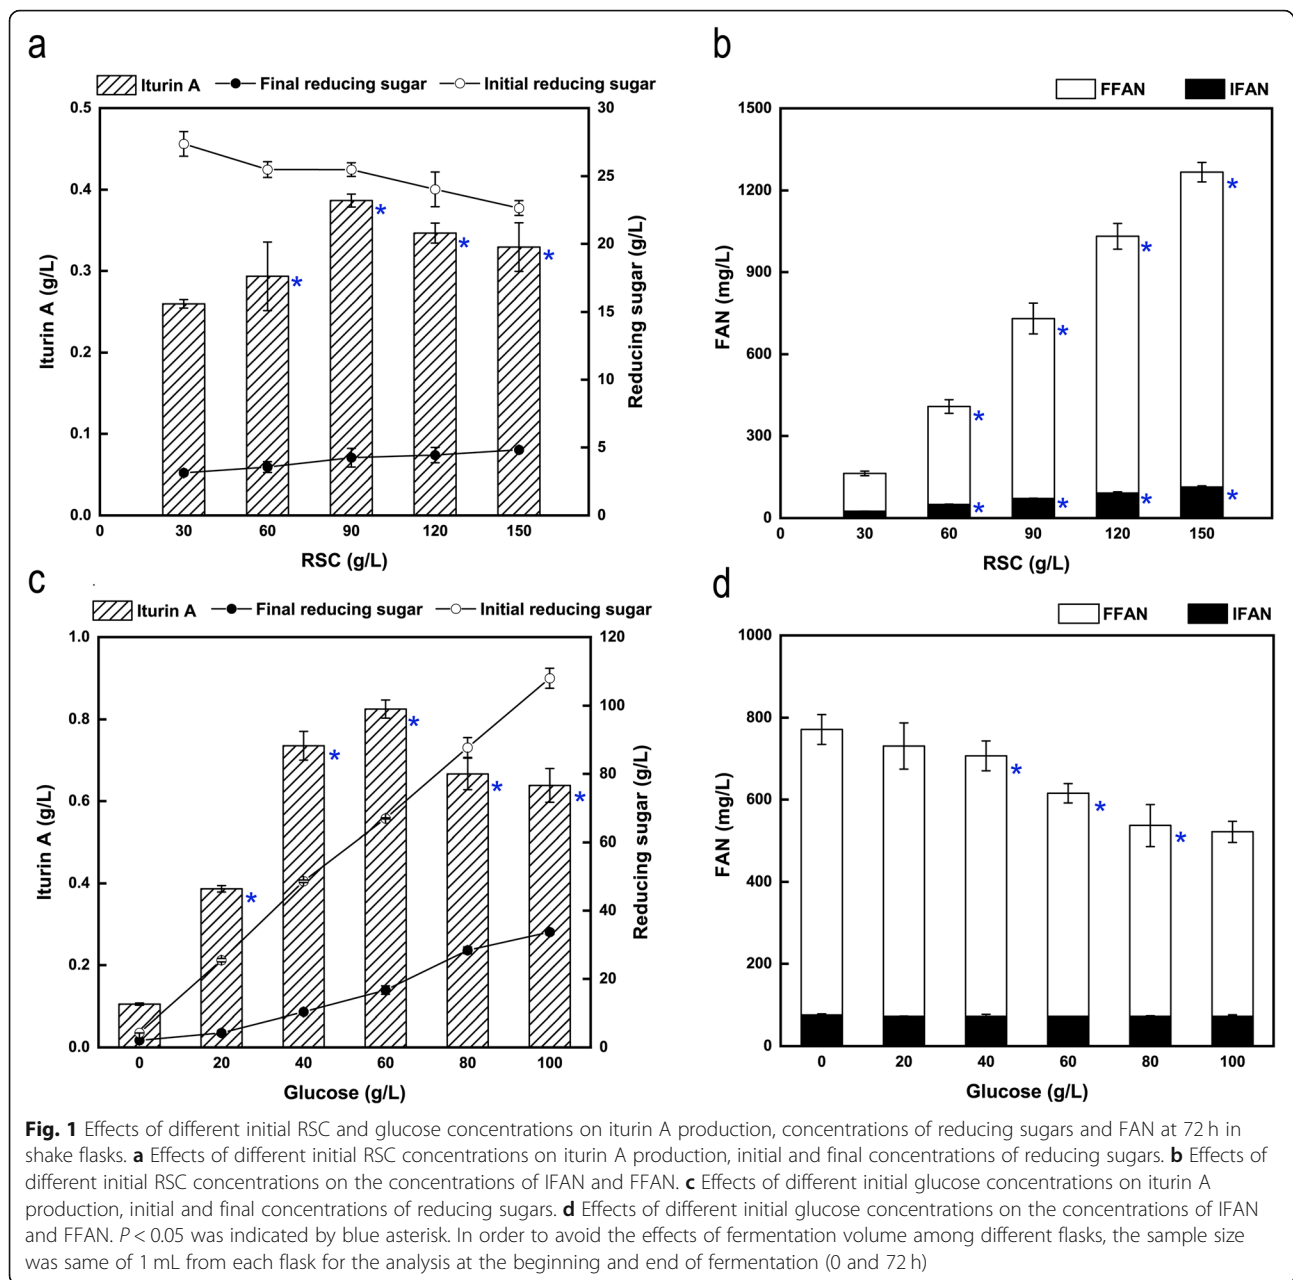 a
Iturin A Final reducing sugar Initial reducing sugar
0.5
0.4
0.3
0.2
0.1
0.0
Iturin A (g/L)
30
25
20
15
10
5
0
Reducing sugar (g/L)
* * * *
0 30 60 90 120 150
RSC (g/L)
b
FFAN IFAN
1500
1200
900
600
300
0
FAN (mg/L)
* * * *
* * * *
0 30 60 90 120 150
RSC (g/L)
c
Iturin A Final reducing sugar Initial reducing sugar
1.0
0.8
0.6
0.4
0.2
0.0
Iturin A (g/L)
120
100
80
60
40
20
0
Reducing sugar (g/L)
* * * * *
0 20 40 60 80 100
Glucose (g/L)
d
FFAN IFAN
1000
800
600
400
200
0
FAN (mg/L)
* * *
0 20 40 60 80 100
Glucose (g/L)
Fig. 1 Effects of different initial RSC and glucose concentrations on iturin A production, concentrations of reducing sugars and FAN at 72 h in
shake flasks. a Effects of different initial RSC concentrations on iturin A production, initial and final concentrations of reducing sugars. b Effects of
different initial RSC concentrations on the concentrations of IFAN and FFAN. c Effects of different initial glucose concentrations on iturin A
production, initial and final concentrations of reducing sugars. d Effects of different initial glucose concentrations on the concentrations of IFAN
and FFAN. P < 0.05 was indicated by blue asterisk. In order to avoid the effects of fermentation volume among different flasks, the sample size
was same of 1 mL from each flask for the analysis at the beginning and end of fermentation (0 and 72 h)